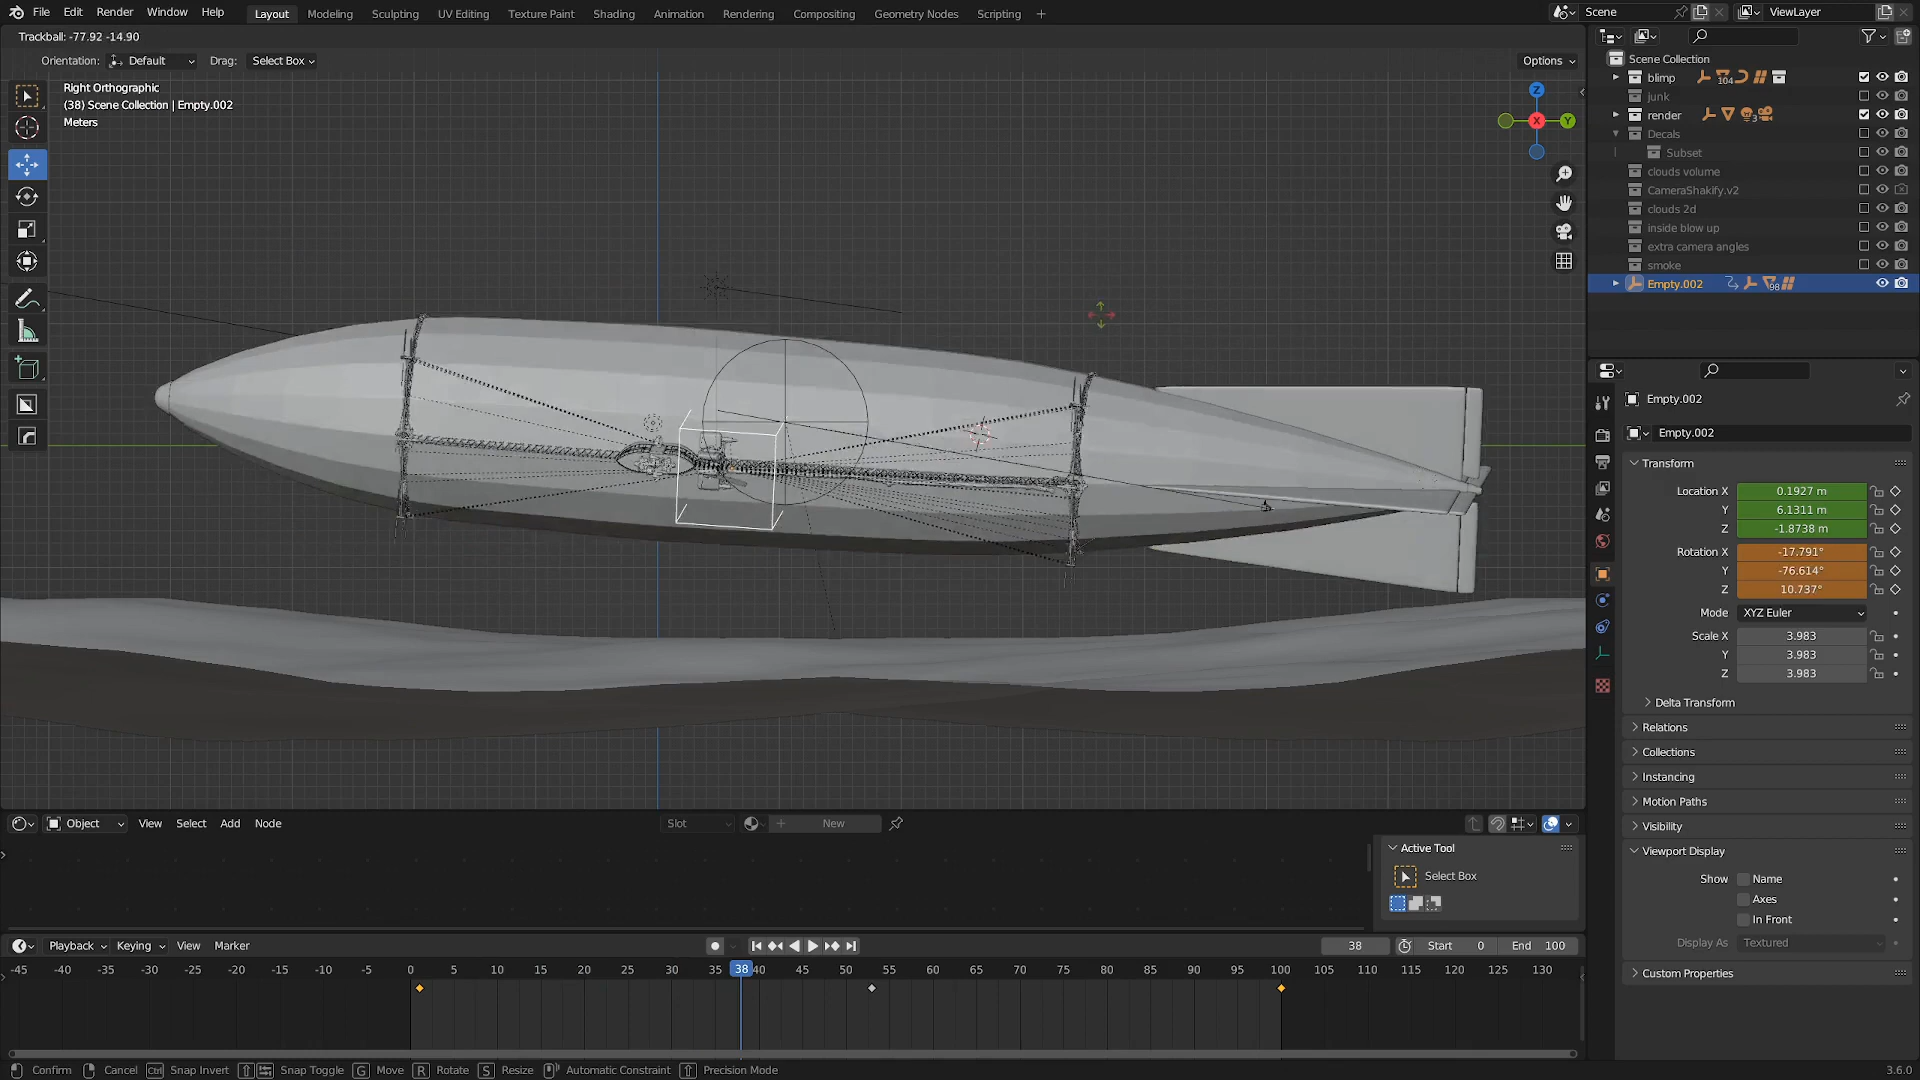 File Edit Render Window Help Layout Modeling Sculpting UV Editing Texture Paint Shading Animation Rendering Compositing Geometry Nodes Scripting + Scene ViewLayer
Trackball: -77.92 -14.90
Orientation: Default Drag: Select Box Options
Right Orthographic
(38) Scene Collection | Empty.002
Meters
Z
X
Y
Scene Collection
blimp 104
junk
render 3
Decals
Subset
clouds volume
CameraShakify.v2
clouds 2d
inside blow up
extra camera angles
smoke
Empty.002 98
Empty.002
Empty.002
Transform
Location X 0.1927 m
Y 6.1311 m
Z -1.8738 m
Rotation X -17.791°
Y -76.614°
Z 10.737°
Mode XYZ Euler
Scale X 3.983
Y 3.983
Z 3.983
Delta Transform
Relations
Collections
Instancing
Motion Paths
Visibility
Viewport Display
Show Name
Axes
In Front
Display As Textured
Custom Properties
Object View Select Add Node Slot New
Active Tool
Select Box
Playback Keying View Marker 38 Start 0 End 100
-45 -40 -35 -30 -25 -20 -15 -10 -5 0 5 10 15 20 25 30 35 38 40 45 50 55 60 65 70 75 80 85 90 95 100 105 110 115 120 125 130
Confirm Cancel Ctrl Snap Invert Snap Toggle G Move R Rotate S Resize Automatic Constraint Precision Mode 3.6.0